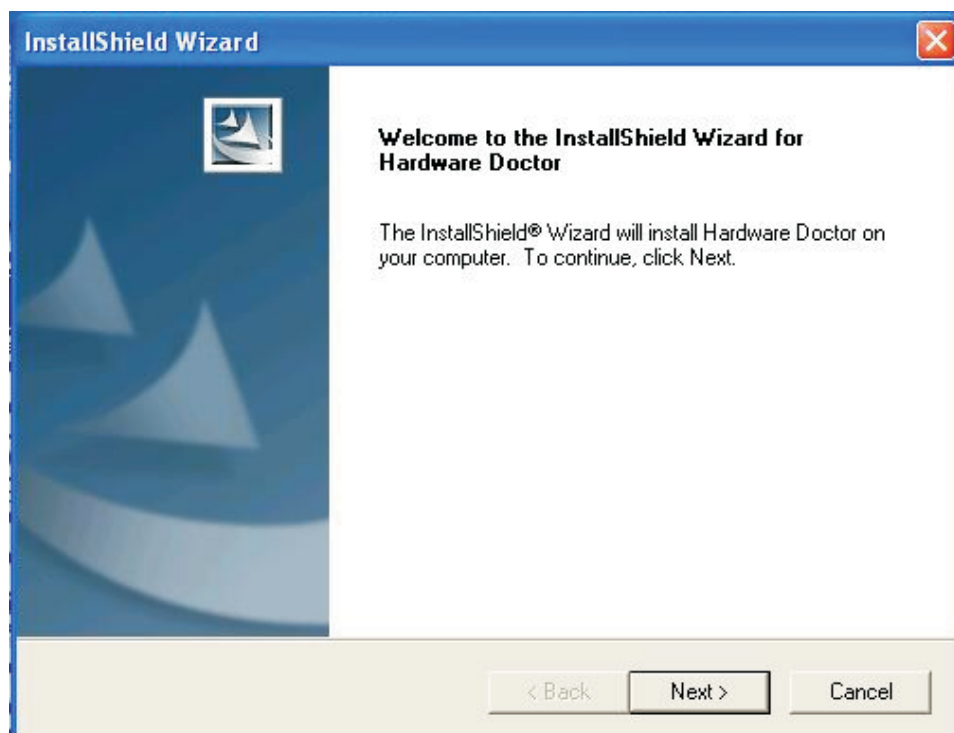 InstallShield Wizard
Welcome to the InstallShield Wizard for
Hardware Doctor
The InstallShield® Wizard will install Hardware Doctor on
your computer. To continue, click Next.
< Back
Next >
Cancel